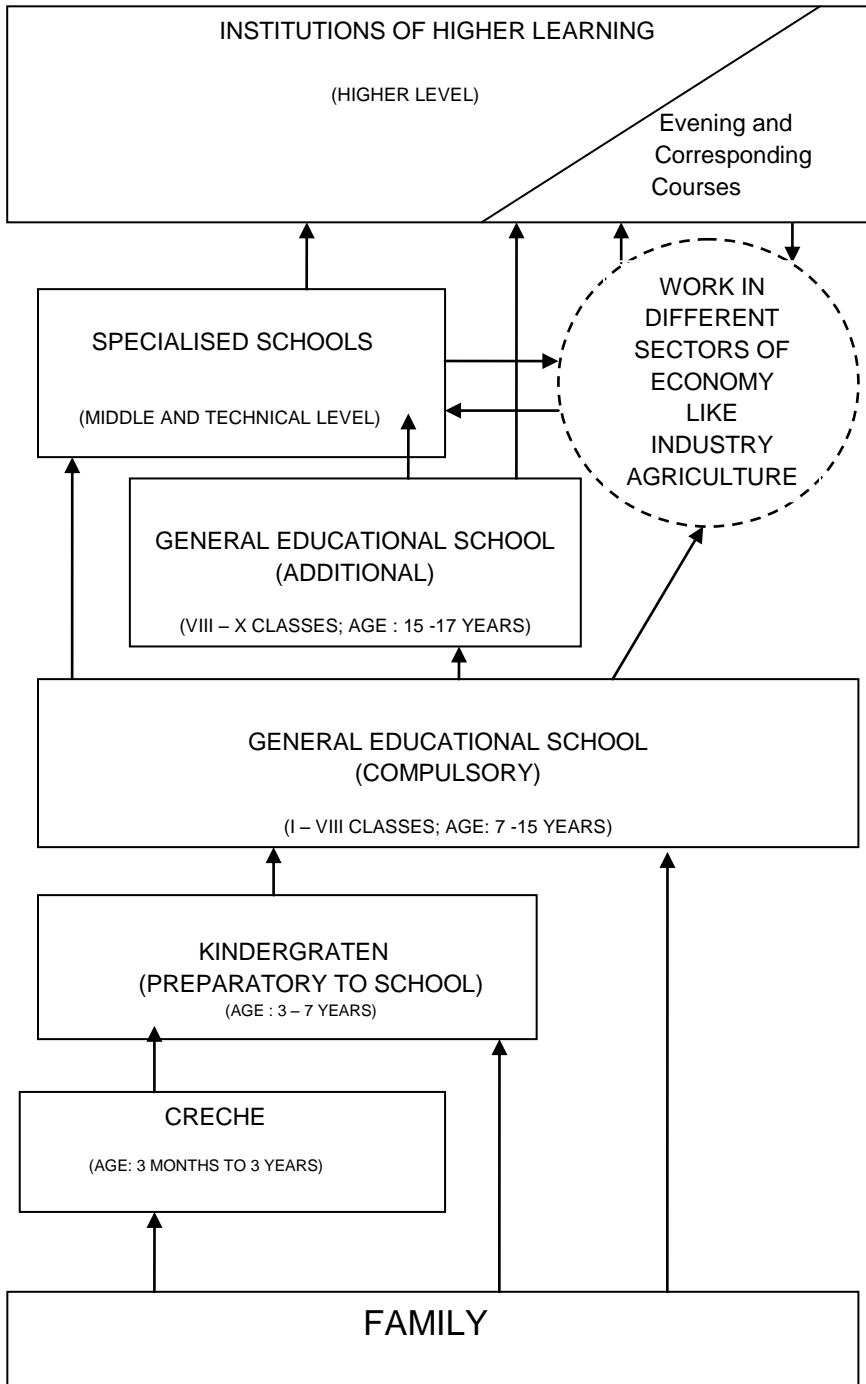 INSTITUTIONS OF HIGHER LEARNING
(HIGHER LEVEL)
Evening and
Corresponding
Courses
SPECIALISED SCHOOLS
(MIDDLE AND TECHNICAL LEVEL)
WORK IN
DIFFERENT
SECTORS OF
ECONOMY
LIKE
INDUSTRY
AGRICULTURE
GENERAL EDUCATIONAL SCHOOL
(ADDITIONAL)
(VIII – X CLASSES; AGE : 15 -17 YEARS)
GENERAL EDUCATIONAL SCHOOL
(COMPULSORY)
(I – VIII CLASSES; AGE: 7 -15 YEARS)
KINDERGRATEN
(PREPARATORY TO SCHOOL)
(AGE : 3 – 7 YEARS)
CRECHE
(AGE: 3 MONTHS TO 3 YEARS)
FAMILY